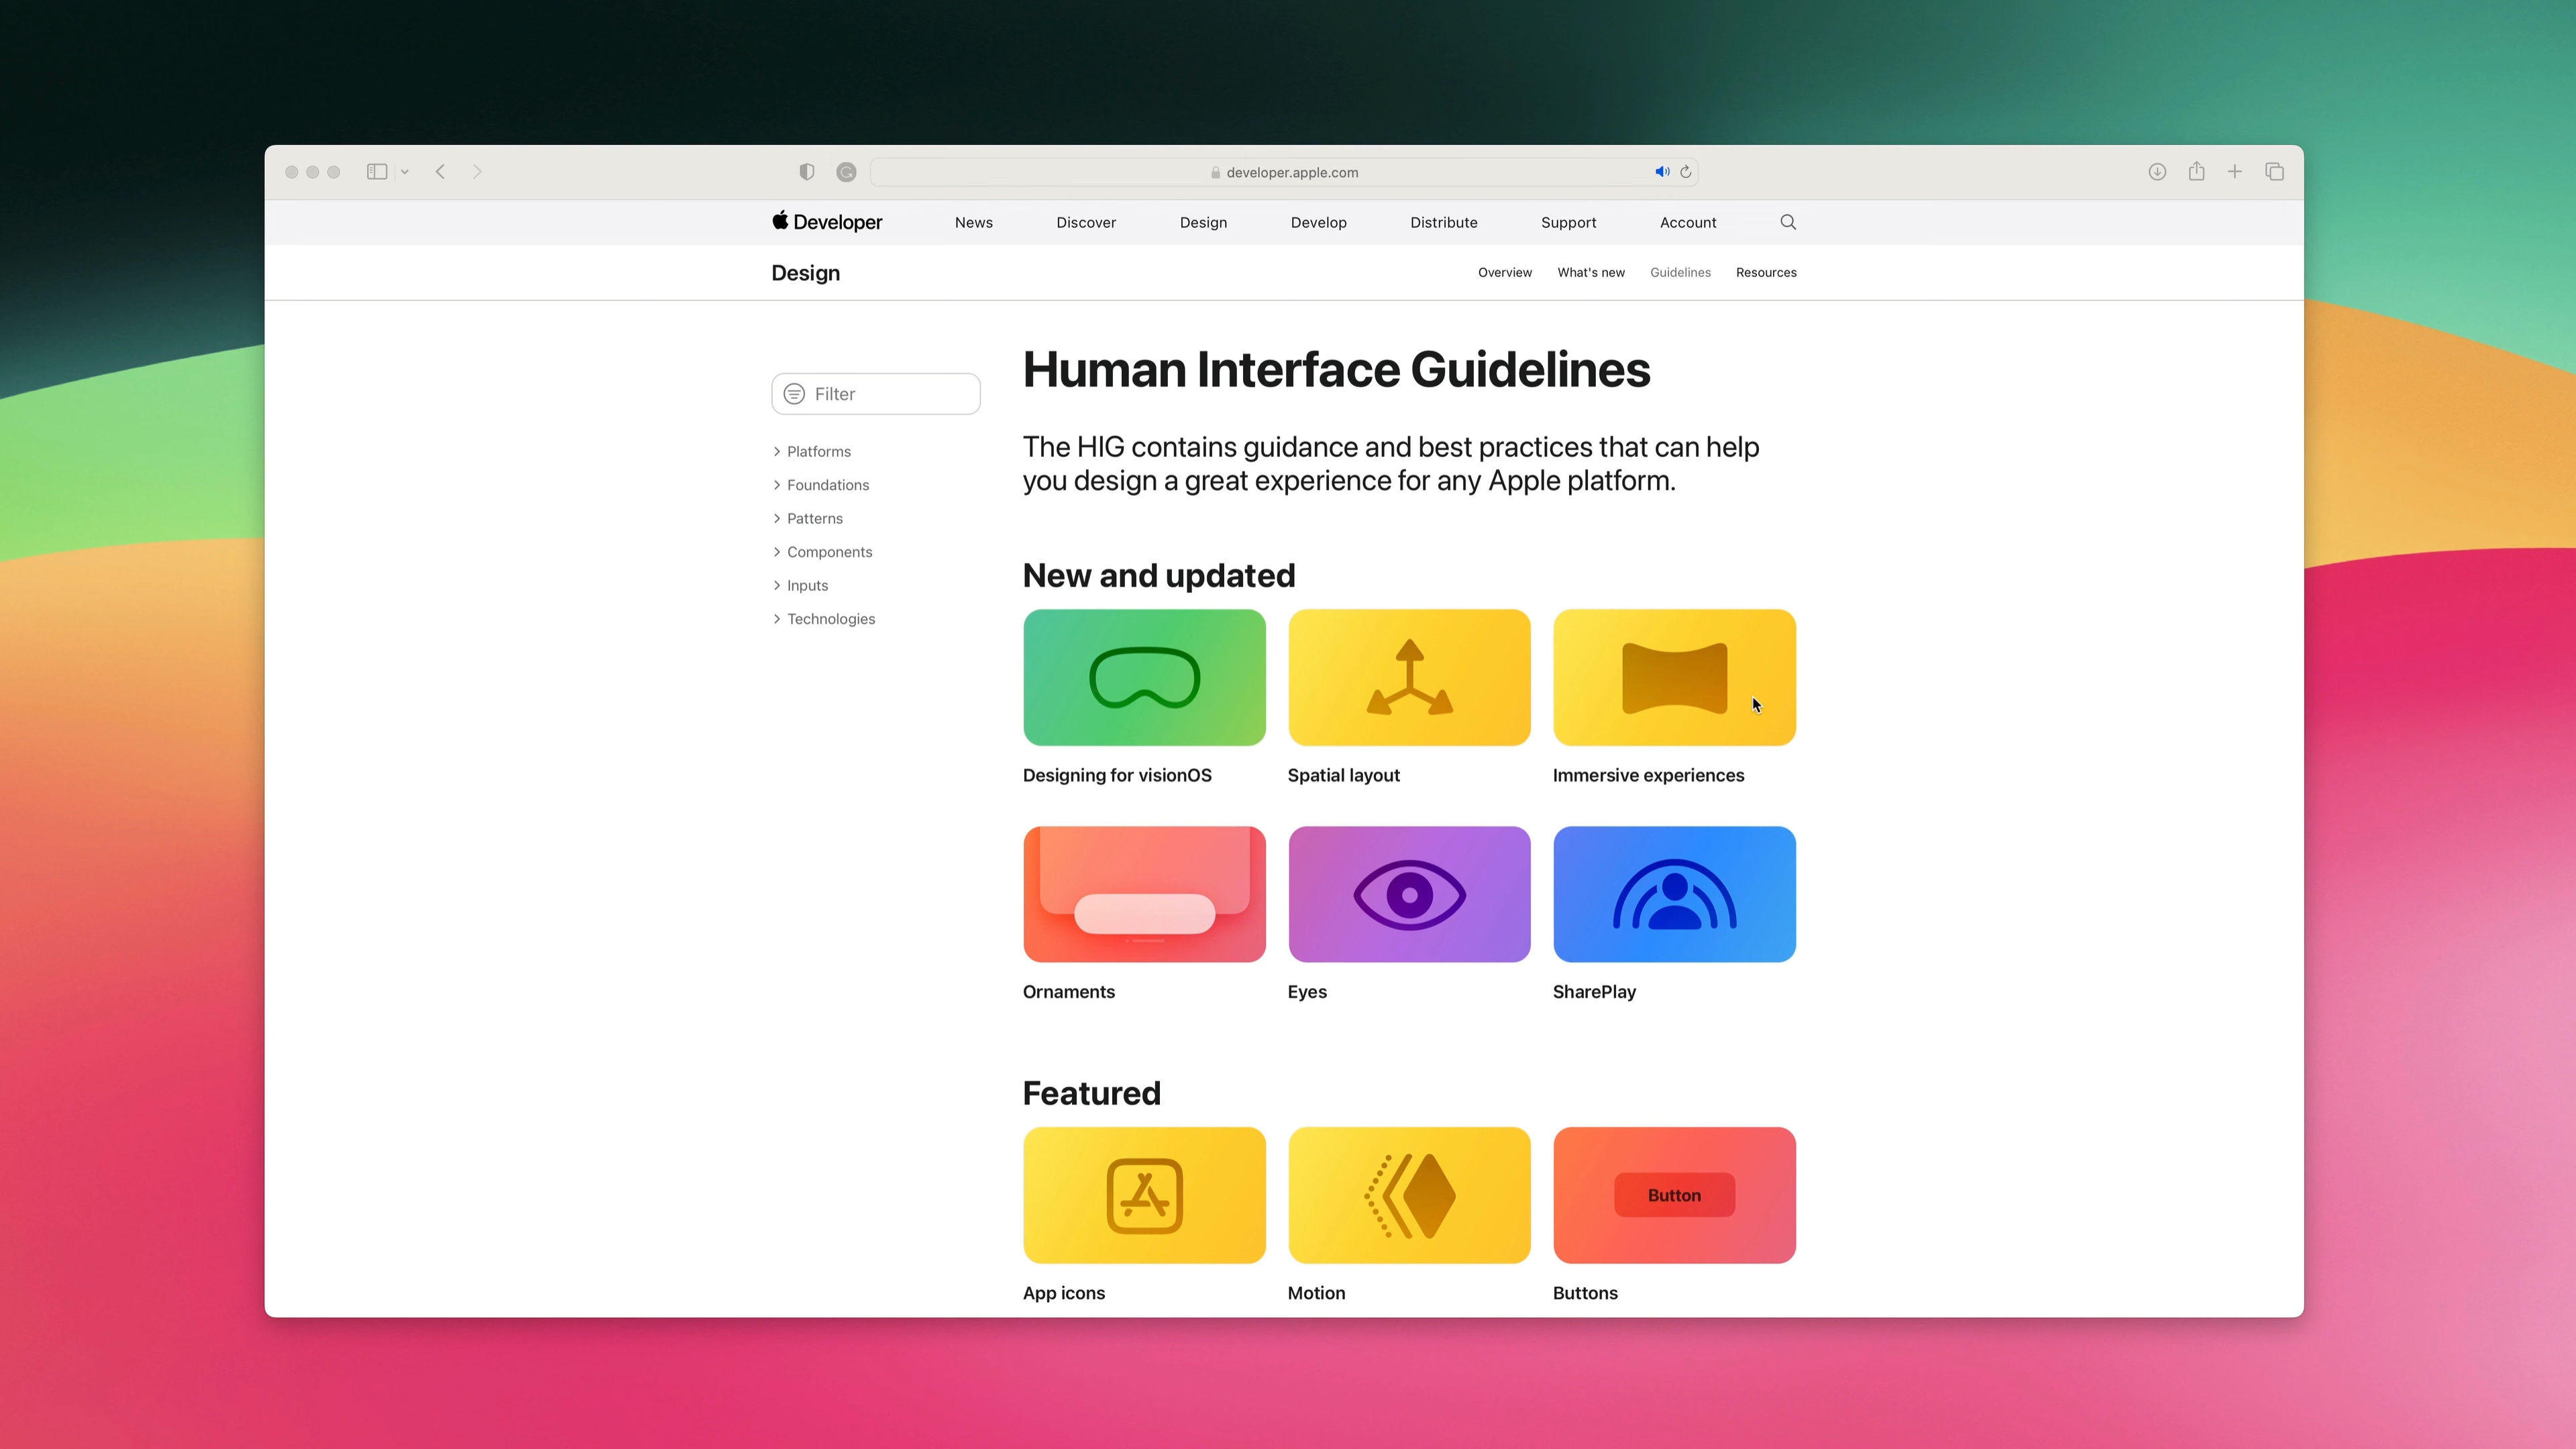 developer.apple.com
Developer News Discover Design Develop Distribute Support Account
Design Overview What's new Guidelines Resources
Filter
Platforms
Foundations
Patterns
Components
Inputs
Technologies
Human Interface Guidelines
The HIG contains guidance and best practices that can help
you design a great experience for any Apple platform.
New and updated
Designing for visionOS Spatial layout Immersive experiences
Ornaments Eyes SharePlay
Featured
Button
App icons Motion Buttons